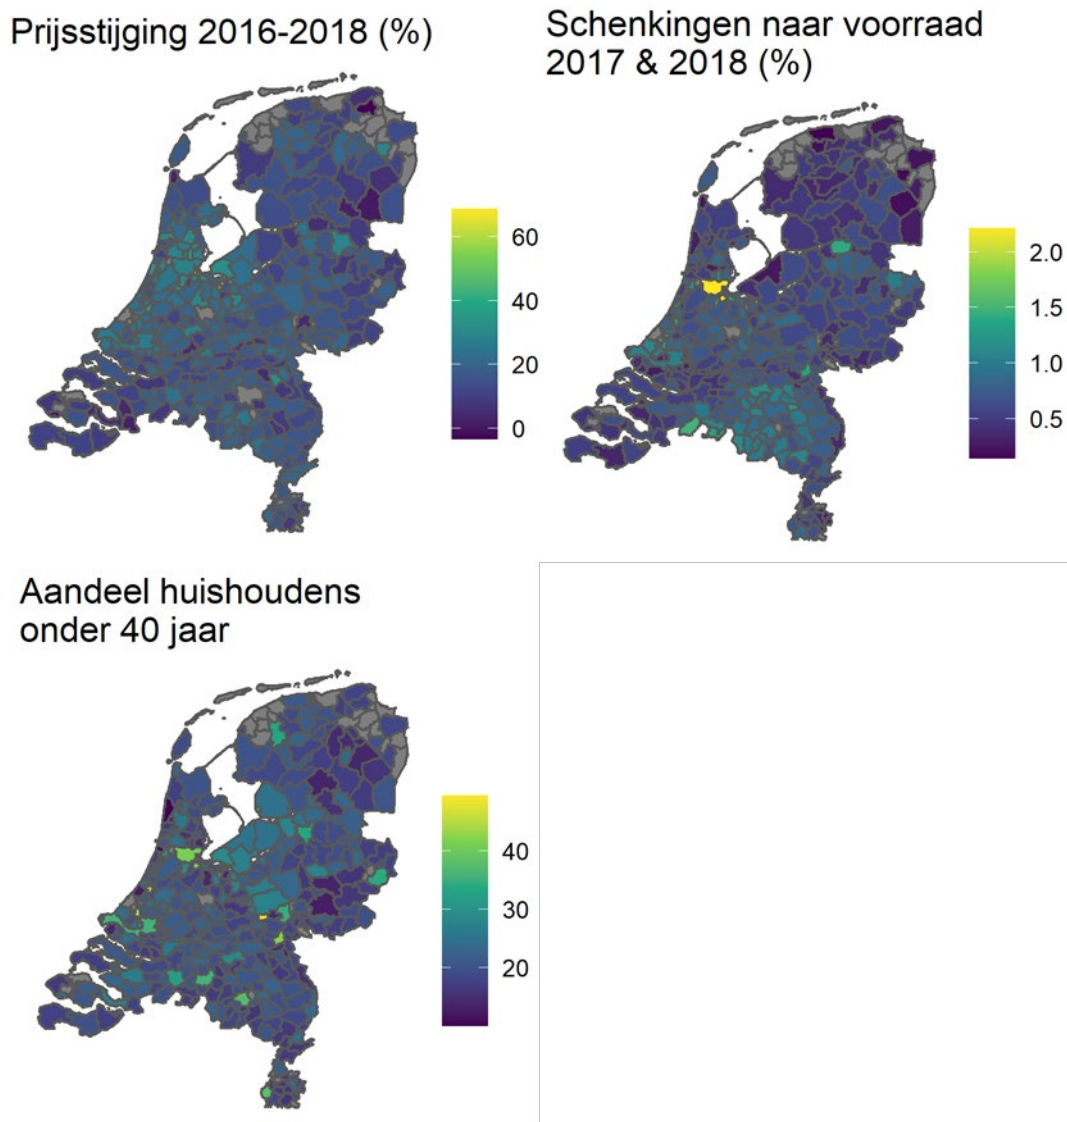 Prijsstijging 2016-2018 (%)
60
40
20
0
Schenkingen naar voorraad
2017 & 2018 (%)
2.0
1.5
1.0
0.5
Aandeel huishoudens
onder 40 jaar
40
30
20